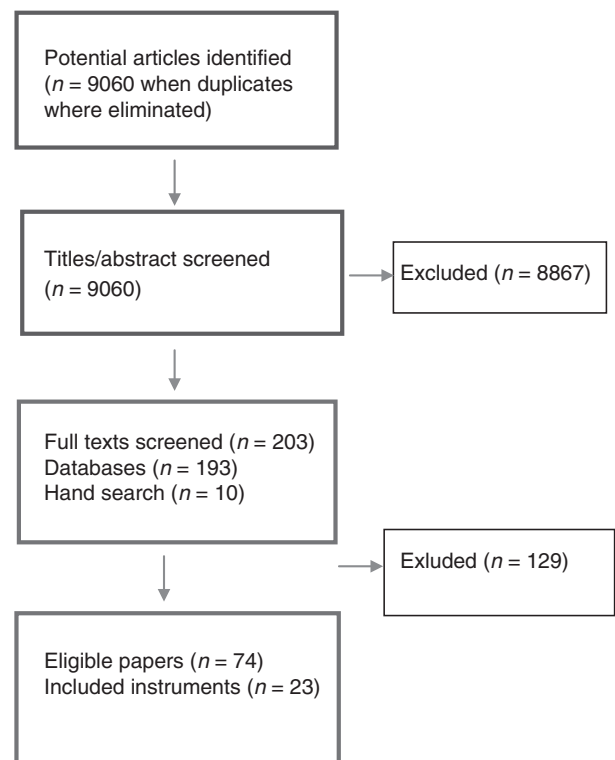 Potential articles identified
(n = 9060 when duplicates
where eliminated)
Titles/abstract screened
(n = 9060)
Excluded (n = 8867)
Full texts screened (n = 203)
Databases (n = 193)
Hand search (n = 10)
Exluded (n = 129)
Eligible papers (n = 74)
Included instruments (n = 23)